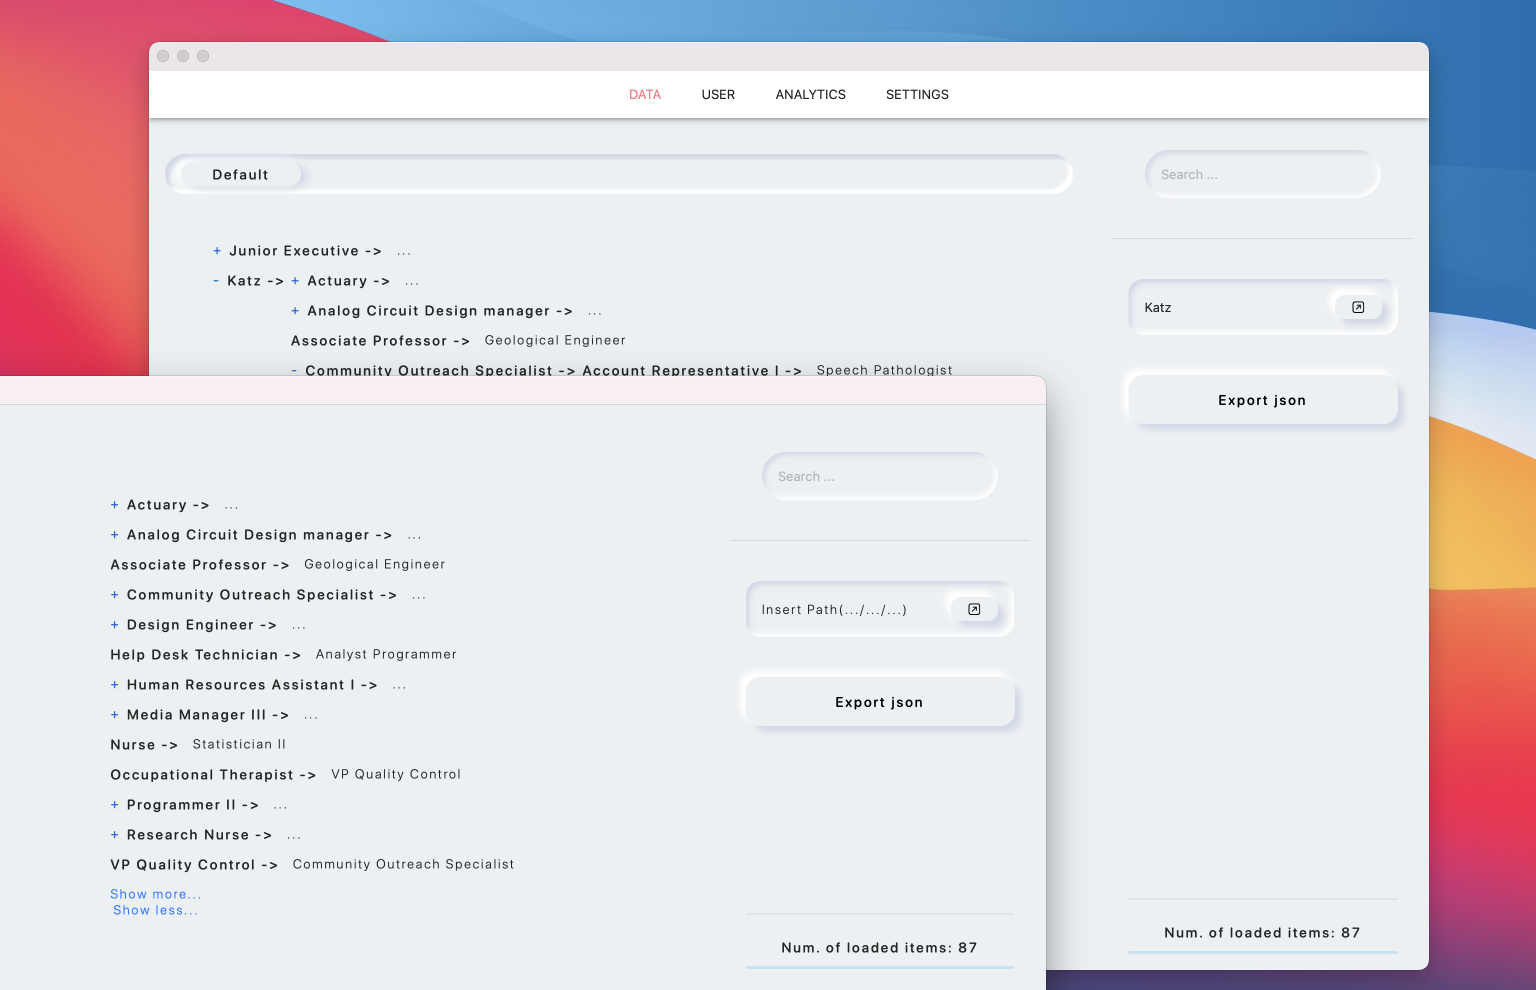 DATA USER ANALYTICS SETTINGS
Default
Search ...
+ Junior Executive -> ...
- Katz -> + Actuary -> ...
+ Analog Circuit Design manager -> ...
Associate Professor -> Geological Engineer
- Community Outreach Specialist -> Account Representative I -> Speech Pathologist
Katz
Export json
Num. of loaded items: 87
Search ...
+ Actuary -> ...
+ Analog Circuit Design manager -> ...
Associate Professor -> Geological Engineer
+ Community Outreach Specialist -> ...
+ Design Engineer -> ...
Help Desk Technician -> Analyst Programmer
+ Human Resources Assistant I -> ...
+ Media Manager III -> ...
Nurse -> Statistician II
Occupational Therapist -> VP Quality Control
+ Programmer II -> ...
+ Research Nurse -> ...
VP Quality Control -> Community Outreach Specialist
Show more...
Show less...
Insert Path(.../.../...)
Export json
Num. of loaded items: 87